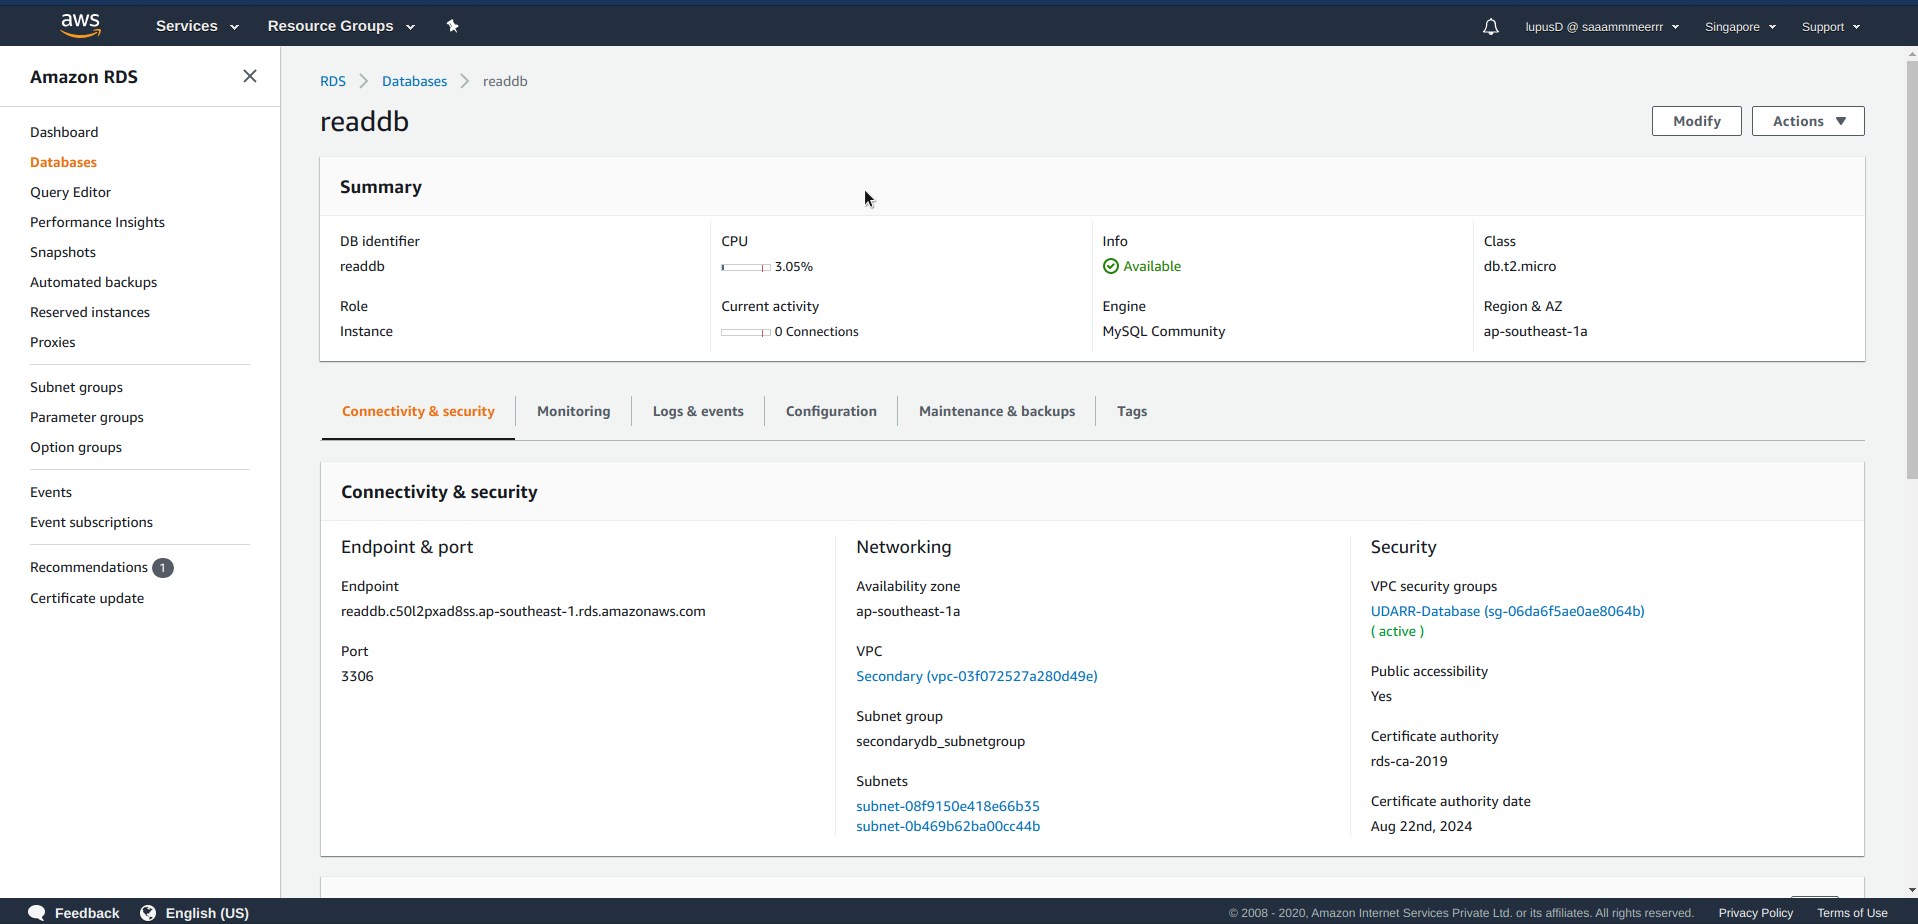 aws
Services
Resource Groups
lupusD @ saaammmeerrr
Singapore
Support
Amazon RDS
Dashboard
Databases
Query Editor
Performance Insights
Snapshots
Automated backups
Reserved instances
Proxies
Subnet groups
Parameter groups
Option groups
Events
Event subscriptions
Recommendations 1
Certificate update
RDS > Databases > readdb
readdb
Modify
Actions
Summary
DB identifier
readdb
Role
Instance
CPU
3.05%
Current activity
0 Connections
Info
Available
Engine
MySQL Community
Class
db.t2.micro
Region & AZ
ap-southeast-1a
Connectivity & security
Monitoring
Logs & events
Configuration
Maintenance & backups
Tags
Connectivity & security
Endpoint & port
Endpoint
readdb.c50l2pxad8ss.ap-southeast-1.rds.amazonaws.com
Port
3306
Networking
Availability zone
ap-southeast-1a
VPC
Secondary (vpc-03f072527a280d49e)
Subnet group
secondarydb_subnetgroup
Subnets
subnet-08f9150e418e66b35
subnet-0b469b62ba00cc44b
Security
VPC security groups
UDARR-Database (sg-06da6f5ae0ae8064b)
( active )
Public accessibility
Yes
Certificate authority
rds-ca-2019
Certificate authority date
Aug 22nd, 2024
Feedback
English (US)
© 2008 - 2020, Amazon Internet Services Private Ltd. or its affiliates. All rights reserved.
Privacy Policy
Terms of Use